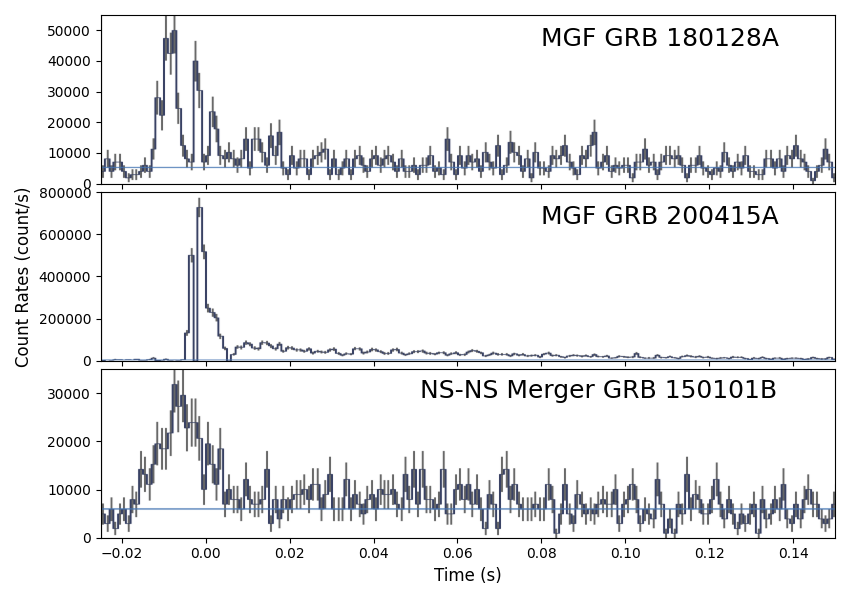 MGF GRB 180128A
50000
40000
30000
20000
10000
0
MGF GRB 200415A
800000
600000
400000
200000
0
Count Rates (count/s)
NS-NS Merger GRB 150101B
30000
20000
10000
0
−0.02 0.00 0.02 0.04 0.06 0.08 0.10 0.12 0.14
Time (s)